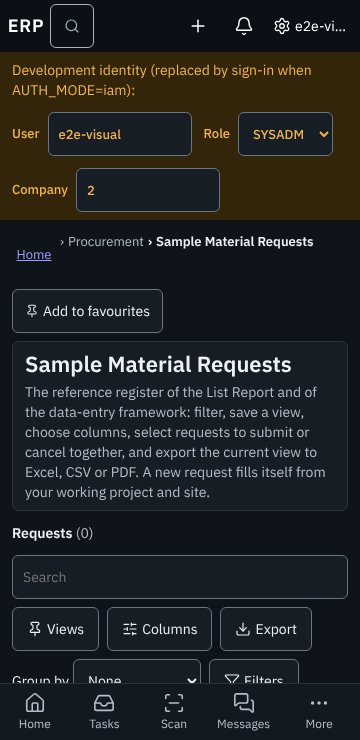 ERP
e2e-vi...
Development identity (replaced by sign-in when
AUTH_MODE=iam):
User e2e-visual Role SYSADM
Company 2
Home › Procurement › Sample Material Requests
Add to favourites
Sample Material Requests
The reference register of the List Report and of
the data-entry framework: filter, save a view,
choose columns, select requests to submit or
cancel together, and export the current view to
Excel, CSV or PDF. A new request fills itself from
your working project and site.
Requests (0)
Search
Views Columns Export
Group by None Filters
Home Tasks Scan Messages More